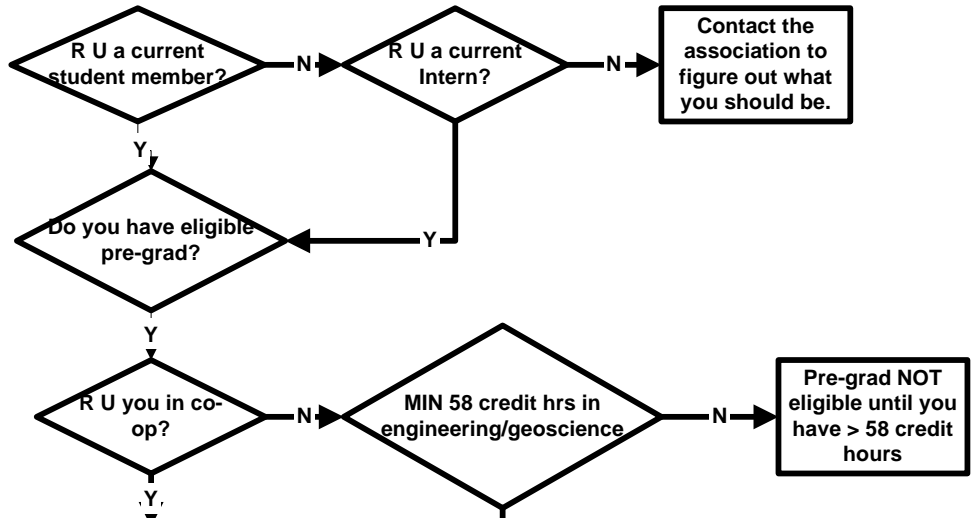 R U a current
student member?
N
R U a current
Intern?
N
Contact the
association to
figure out what
you should be.
Y
Do you have eligible
pre-grad?
Y
Y
R U you in co-
op?
N
MIN 58 credit hrs in
engineering/geoscience
N
Pre-grad NOT
eligible until you
have > 58 credit
hours
Y